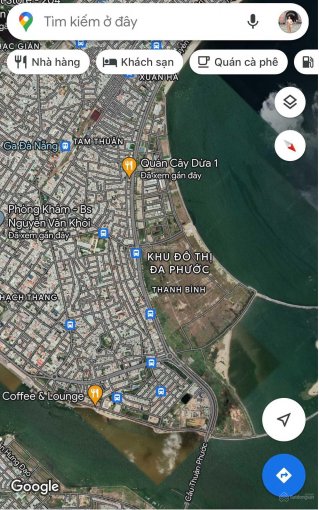 Tìm kiếm ở đây
HẠC GIÁN
Nhà hàng
Khách sạn
Quán cà phê
XUÂN HÀ
Ga Đà Nẵng
TAM THUẬN
Quán Cây Dừa 1
Đã xem gần đây
Phòng Khám - Bs
Nguyễn Văn Khôi
Đã xem gần đây
KHU ĐÔ THỊ
ĐA PHƯỚC
THANH BÌNH
HẠCH THANG
Coffee & Lounge
Cầu Thuận Phước
Google